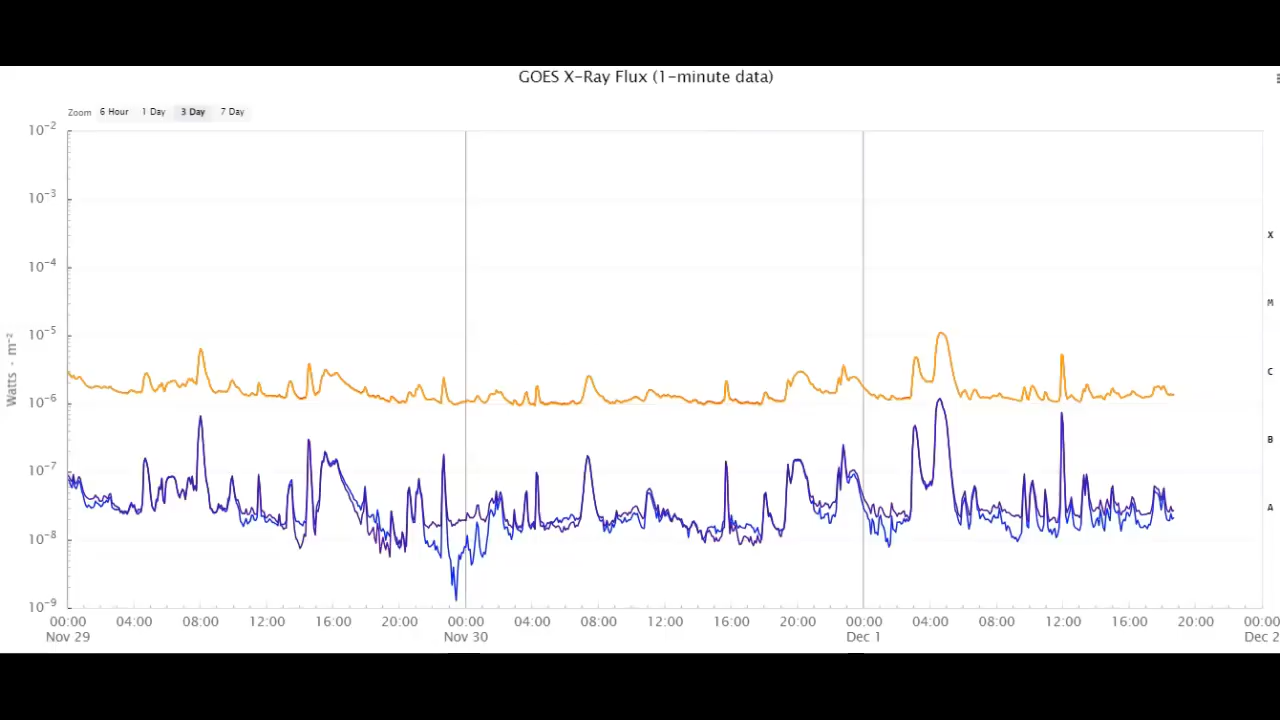 GOES X-Ray Flux (1-minute data)
Zoom 6 Hour 1 Day 3 Day 7 Day
10⁻²
10⁻³
10⁻⁴
10⁻⁵
10⁻⁶
10⁻⁷
10⁻⁸
10⁻⁹
Watts · m⁻²
X
M
C
B
A
00:00 04:00 08:00 12:00 16:00 20:00 00:00 04:00 08:00 12:00 16:00 20:00 00:00 04:00 08:00 12:00 16:00 20:00 00:00
Nov 29 Nov 30 Dec 1 Dec 2